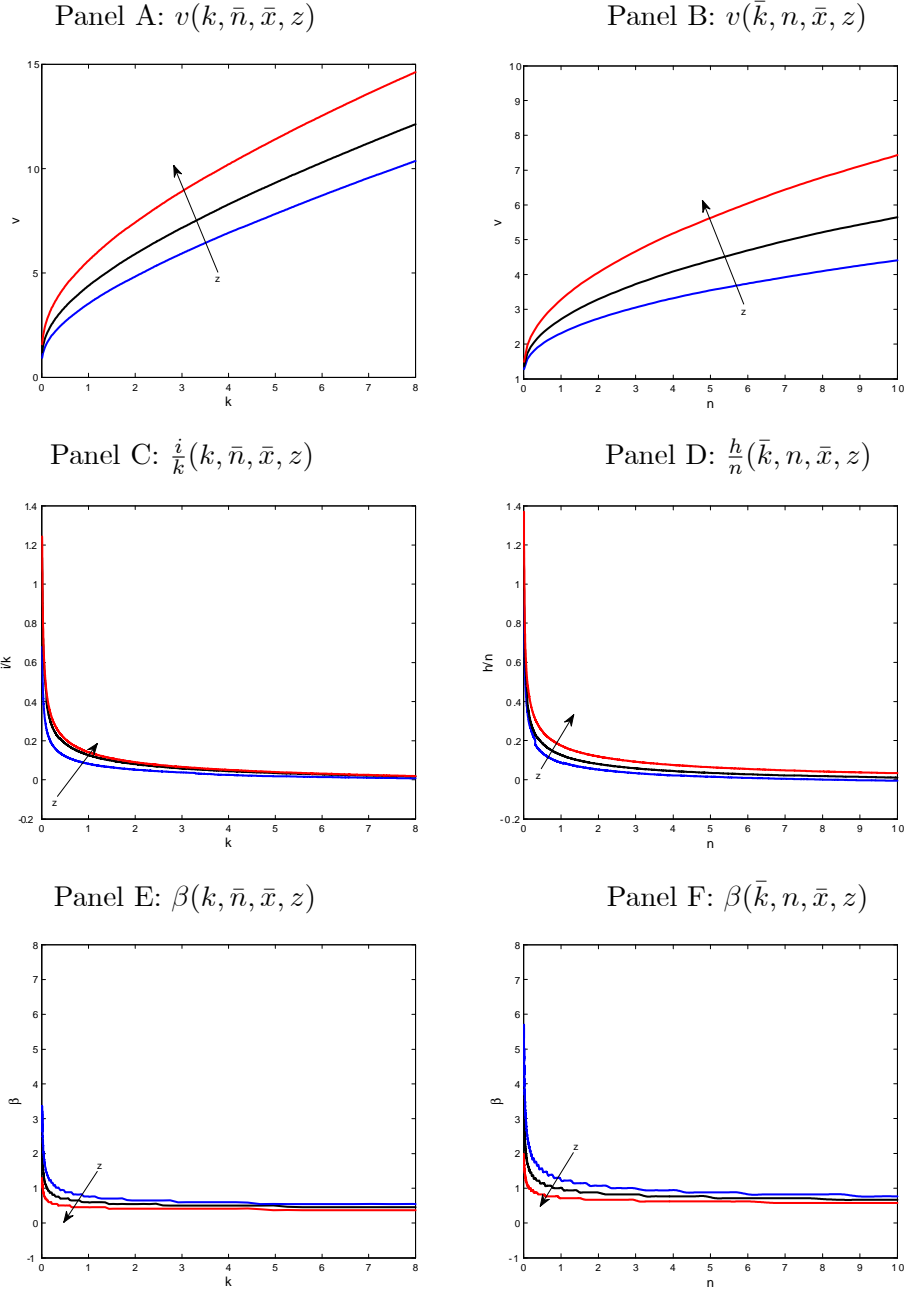 Panel A: v(k, n̄, x̄, z)
Panel B: v(k̄, n, x̄, z)
15
10
5
0
v
z
0 1 2 3 4 5 6 7 8
k
10
9
8
7
6
5
4
3
2
1
v
z
0 1 2 3 4 5 6 7 8 9 10
n
Panel C: i/k(k, n̄, x̄, z)
Panel D: h/n(k̄, n, x̄, z)
1.4
1.2
1
0.8
0.6
0.4
0.2
0
-0.2
i/k
z
0 1 2 3 4 5 6 7 8
k
1.4
1.2
1
0.8
0.6
0.4
0.2
0
-0.2
h/n
z
0 1 2 3 4 5 6 7 8 9 10
n
Panel E: β(k, n̄, x̄, z)
Panel F: β(k̄, n, x̄, z)
8
7
6
5
4
3
2
1
0
-1
β
z
0 1 2 3 4 5 6 7 8
k
8
7
6
5
4
3
2
1
0
-1
β
z
0 1 2 3 4 5 6 7 8 9 10
n